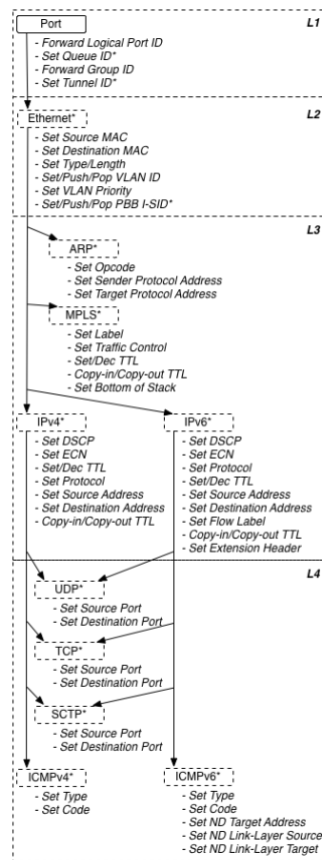 Port
L1
- Forward Logical Port ID
- Set Queue ID*
- Forward Group ID
- Set Tunnel ID*
Ethernet*
L2
- Set Source MAC
- Set Destination MAC
- Set Type/Length
- Set/Push/Pop VLAN ID
- Set VLAN Priority
- Set/Push/Pop PBB I-SID*
L3
ARP*
- Set Opcode
- Set Sender Protocol Address
- Set Target Protocol Address
MPLS*
- Set Label
- Set Traffic Control
- Set/Dec TTL
- Copy-in/Copy-out TTL
- Set Bottom of Stack
IPv4*
- Set DSCP
- Set ECN
- Set/Dec TTL
- Set Protocol
- Set Source Address
- Set Destination Address
- Copy-in/Copy-out TTL
IPv6*
- Set DSCP
- Set ECN
- Set Protocol
- Set/Dec TTL
- Set Source Address
- Set Destination Address
- Set Flow Label
- Copy-in/Copy-out TTL
- Set Extension Header
L4
UDP*
- Set Source Port
- Set Destination Port
TCP*
- Set Source Port
- Set Destination Port
SCTP*
- Set Source Port
- Set Destination Port
ICMPv4*
- Set Type
- Set Code
ICMPv6*
- Set Type
- Set Code
- Set ND Target Address
- Set ND Link-Layer Source
- Set ND Link-Layer Target